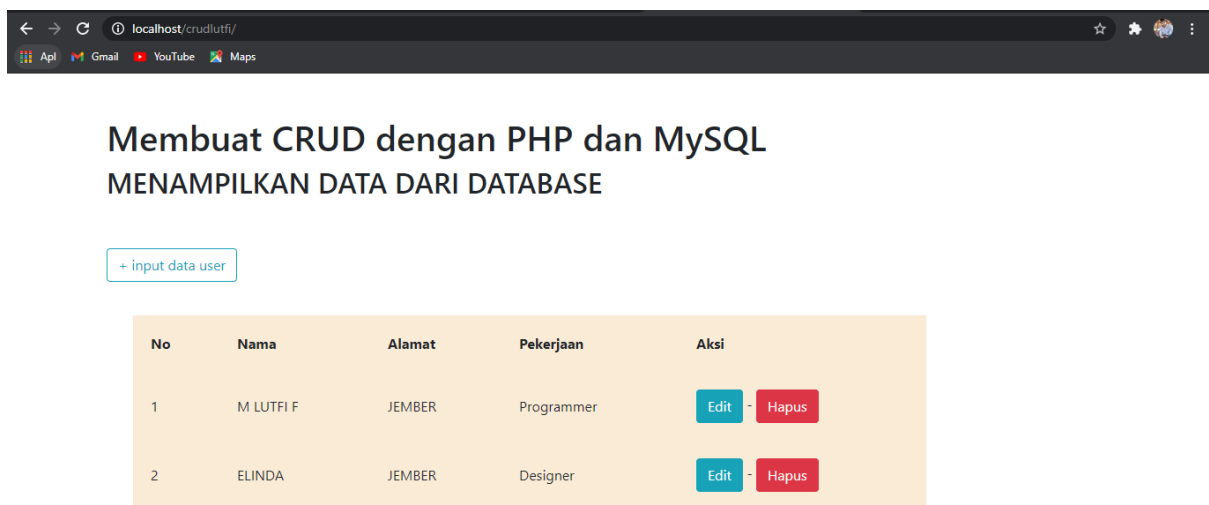 localhost/crudlutfi/
Apl Gmail YouTube Maps
Membuat CRUD dengan PHP dan MySQL
MENAMPILKAN DATA DARI DATABASE
+ input data user
No Nama Alamat Pekerjaan Aksi
1 M LUTFI F JEMBER Programmer Edit - Hapus
2 ELINDA JEMBER Designer Edit - Hapus